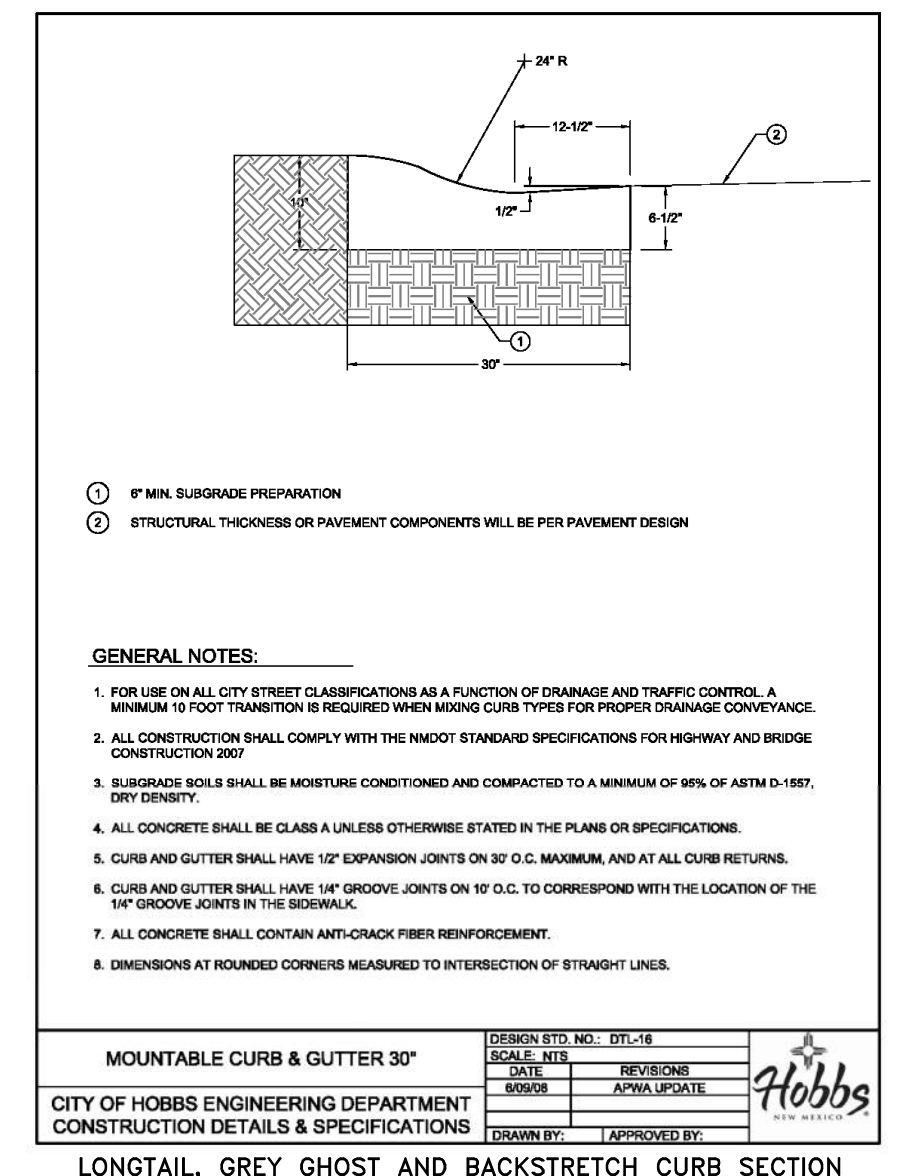 24" R
12-1/2"
2
10"
1/2"
6-1/2"
1
30"
1 6" MIN. SUBGRADE PREPARATION
2 STRUCTURAL THICKNESS OR PAVEMENT COMPONENTS WILL BE PER PAVEMENT DESIGN
GENERAL NOTES:
1. FOR USE ON ALL CITY STREET CLASSIFICATIONS AS A FUNCTION OF DRAINAGE AND TRAFFIC CONTROL. A
MINIMUM 10 FOOT TRANSITION IS REQUIRED WHEN MIXING CURB TYPES FOR PROPER DRAINAGE CONVEYANCE.
2. ALL CONSTRUCTION SHALL COMPLY WITH THE NMDOT STANDARD SPECIFICATIONS FOR HIGHWAY AND BRIDGE
CONSTRUCTION 2007
3. SUBGRADE SOILS SHALL BE MOISTURE CONDITIONED AND COMPACTED TO A MINIMUM OF 95% OF ASTM D-1557,
DRY DENSITY.
4. ALL CONCRETE SHALL BE CLASS A UNLESS OTHERWISE STATED IN THE PLANS OR SPECIFICATIONS.
5. CURB AND GUTTER SHALL HAVE 1/2" EXPANSION JOINTS ON 30' O.C. MAXIMUM, AND AT ALL CURB RETURNS.
6. CURB AND GUTTER SHALL HAVE 1/4" GROOVE JOINTS ON 10' O.C. TO CORRESPOND WITH THE LOCATION OF THE
1/4" GROOVE JOINTS IN THE SIDEWALK.
7. ALL CONCRETE SHALL CONTAIN ANTI-CRACK FIBER REINFORCEMENT.
8. DIMENSIONS AT ROUNDED CORNERS MEASURED TO INTERSECTION OF STRAIGHT LINES.
MOUNTABLE CURB & GUTTER 30"
CITY OF HOBBS ENGINEERING DEPARTMENT
CONSTRUCTION DETAILS & SPECIFICATIONS
DESIGN STD. NO.: DTL-16
SCALE: NTS
DATE REVISIONS
6/09/08 APWA UPDATE
DRAWN BY: APPROVED BY:
Hobbs
NEW MEXICO
LONGTAIL, GREY GHOST AND BACKSTRETCH CURB SECTION